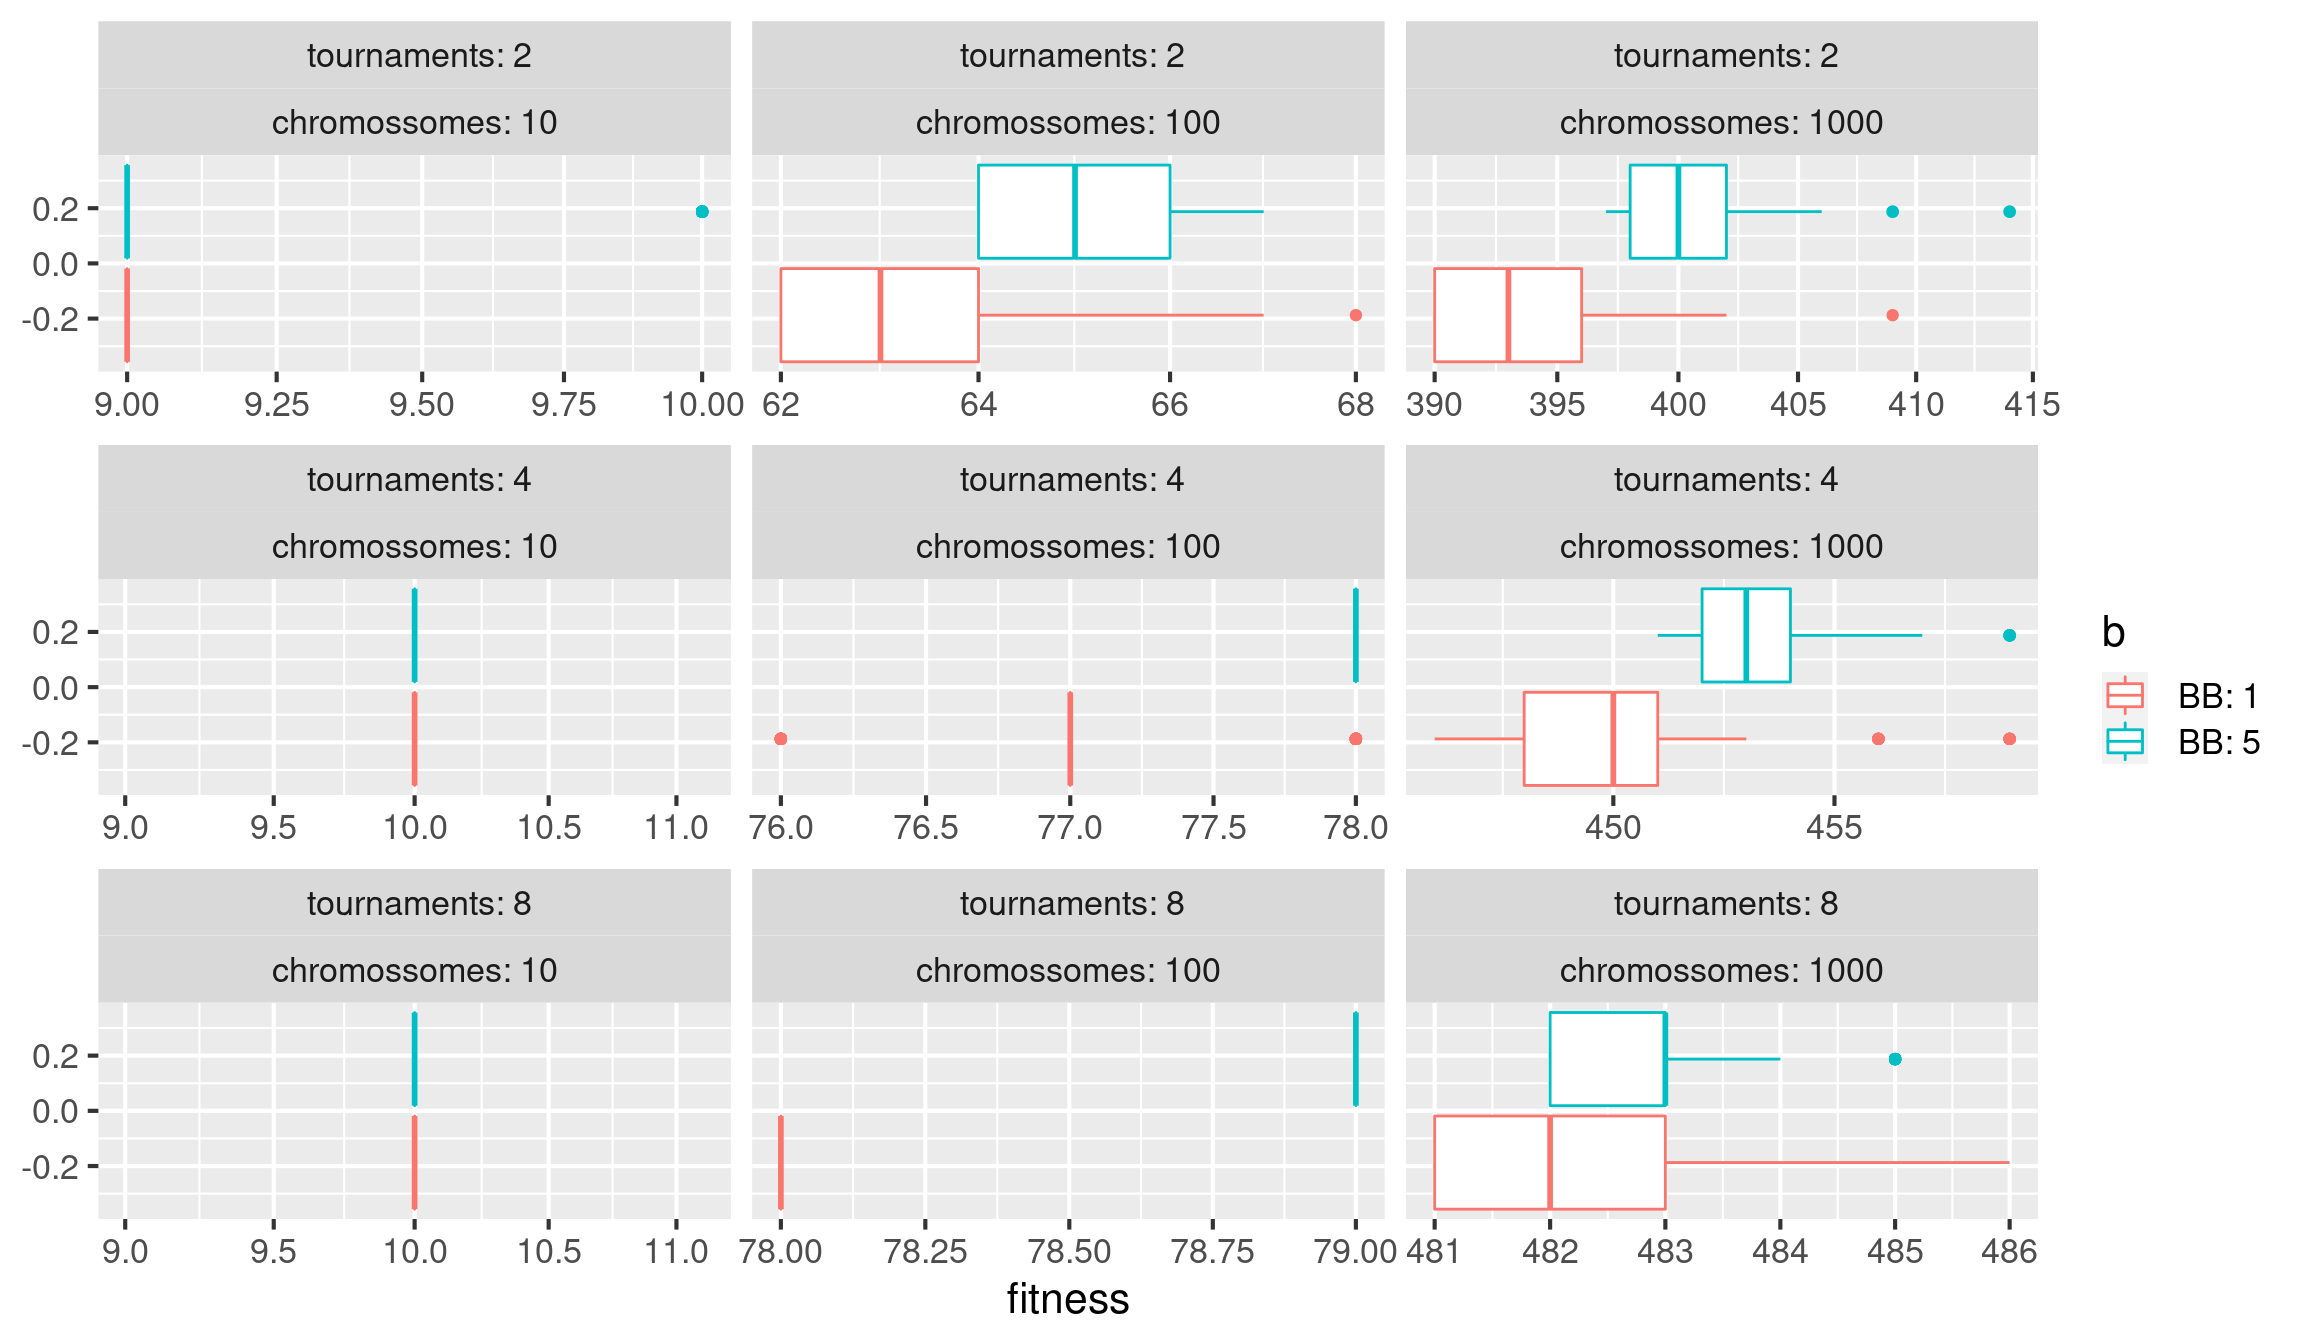 tournaments: 2 tournaments: 2 tournaments: 2
chromossomes: 10 chromossomes: 100 chromossomes: 1000
0.2
0.0
-0.2
9.00 9.25 9.50 9.75 10.00 62 64 66 68 390 395 400 405 410 415
tournaments: 4 tournaments: 4 tournaments: 4
chromossomes: 10 chromossomes: 100 chromossomes: 1000
0.2
0.0
-0.2
9.0 9.5 10.0 10.5 11.0 76.0 76.5 77.0 77.5 78.0 450 455
tournaments: 8 tournaments: 8 tournaments: 8
chromossomes: 10 chromossomes: 100 chromossomes: 1000
0.2
0.0
-0.2
9.0 9.5 10.0 10.5 11.0 78.00 78.25 78.50 78.75 79.00 481 482 483 484 485 486
fitness
b
BB: 1
BB: 5